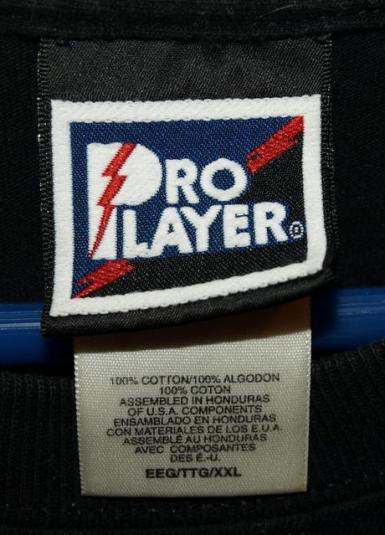 PRO
PLAYER®
100% COTTON/100% ALGODON
100% COTON
ASSEMBLED IN HONDURAS
OF U.S.A. COMPONENTS
ENSAMBLADO EN HONDURAS
CON MATERIALES DE LOS E.U.A.
ASSEMBLÉ AU HONDURAS
AVEC COMPOSANTES
DES É.-U.
EEG/TTG/XXL